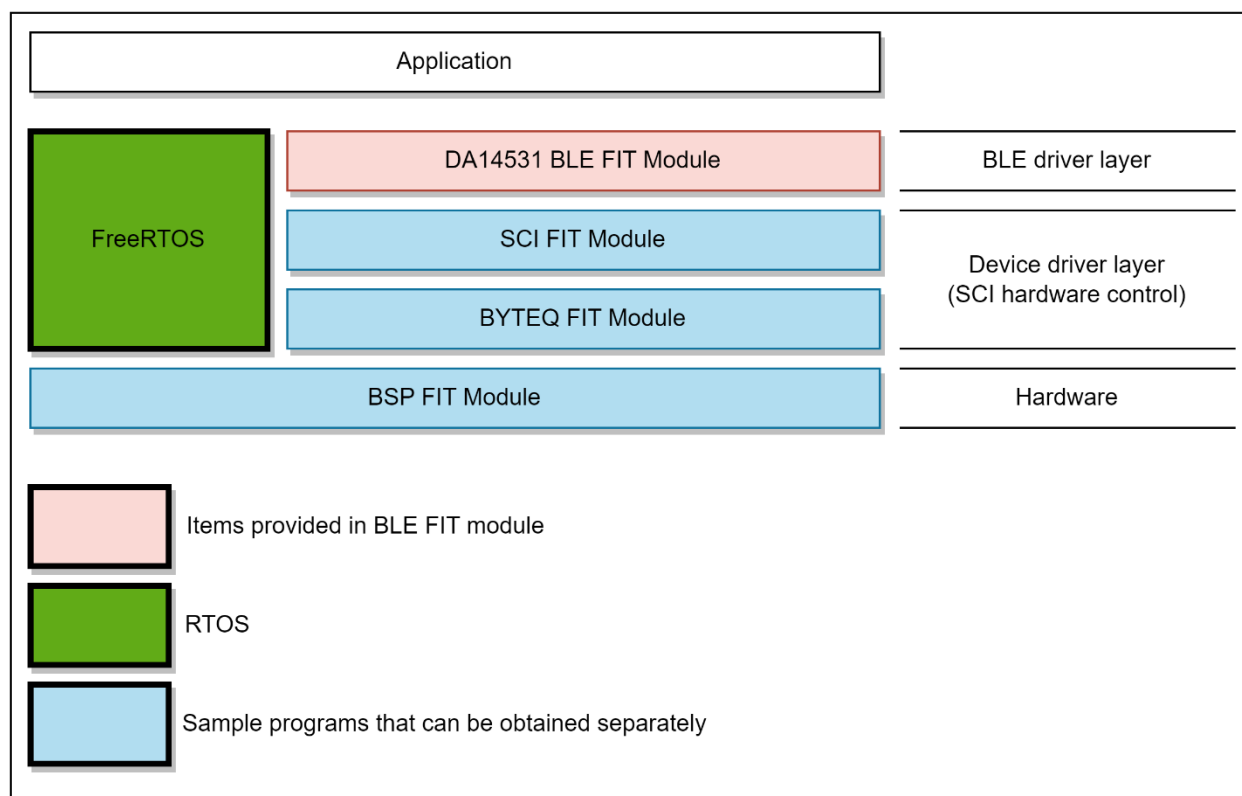 Application
FreeRTOS
DA14531 BLE FIT Module
BLE driver layer
SCI FIT Module
BYTEQ FIT Module
Device driver layer
(SCI hardware control)
BSP FIT Module
Hardware
Items provided in BLE FIT module
RTOS
Sample programs that can be obtained separately